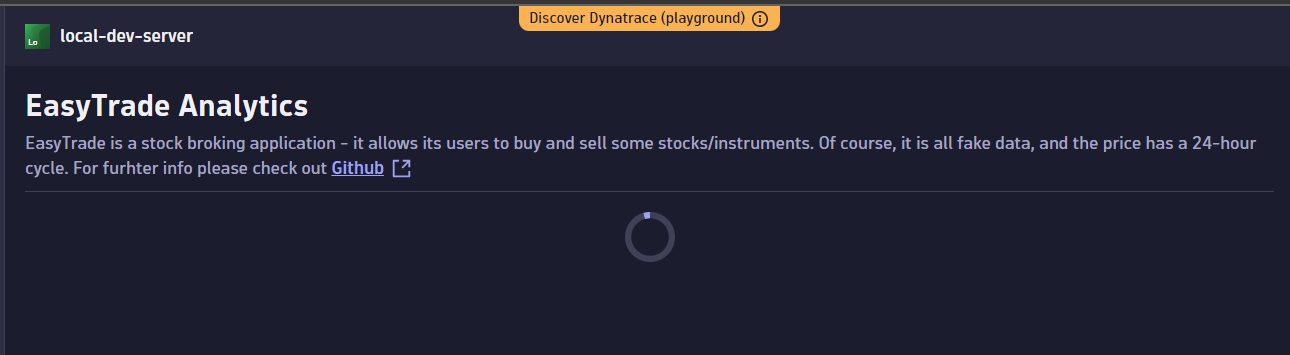 Discover Dynatrace (playground)
Lo
local-dev-server
EasyTrade Analytics
EasyTrade is a stock broking application - it allows its users to buy and sell some stocks/instruments. Of course, it is all fake data, and the price has a 24-hour
cycle. For furhter info please check out Github